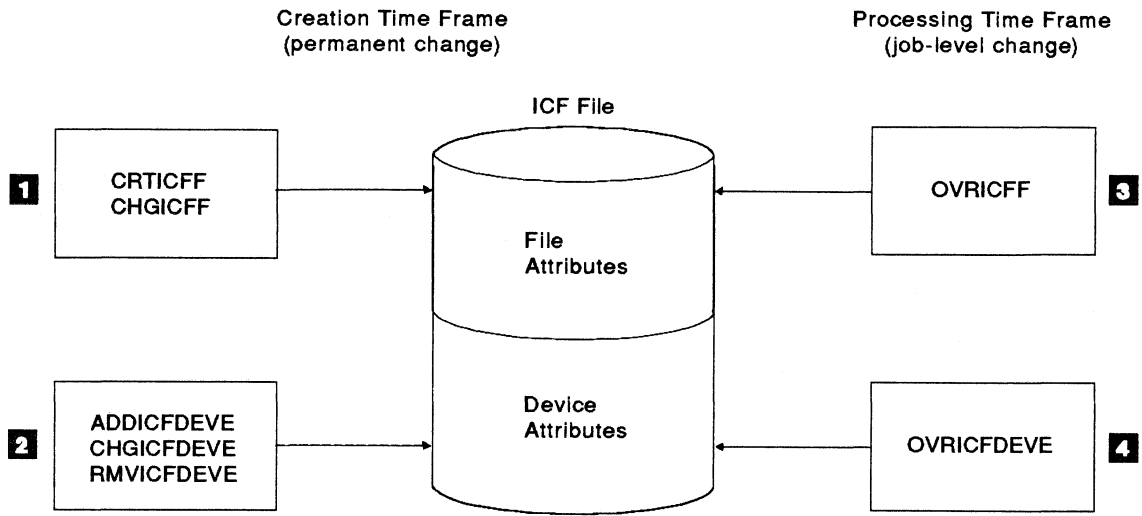 Creation Time Frame
(permanent change)
Processing Time Frame
(job-level change)
ICF File
1
CRTICFF
CHGICFF
File
Attributes
OVRICFF
3
2
ADDICFDEVE
CHGICFDEVE
RMVICFDEVE
Device
Attributes
OVRICFDEVE
4